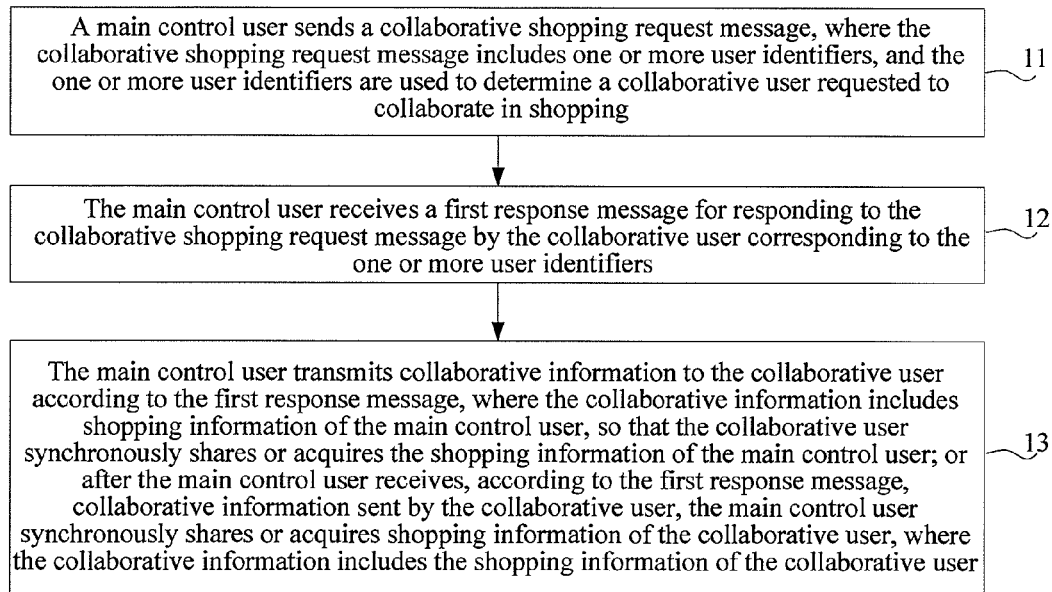 A main control user sends a collaborative shopping request message, where the
collaborative shopping request message includes one or more user identifiers, and the
one or more user identifiers are used to determine a collaborative user requested to
collaborate in shopping
11
The main control user receives a first response message for responding to the
collaborative shopping request message by the collaborative user corresponding to the
one or more user identifiers
12
The main control user transmits collaborative information to the collaborative user
according to the first response message, where the collaborative information includes
shopping information of the main control user, so that the collaborative user
synchronously shares or acquires the shopping information of the main control user; or
after the main control user receives, according to the first response message,
collaborative information sent by the collaborative user, the main control user
synchronously shares or acquires shopping information of the collaborative user, where
the collaborative information includes the shopping information of the collaborative user
13